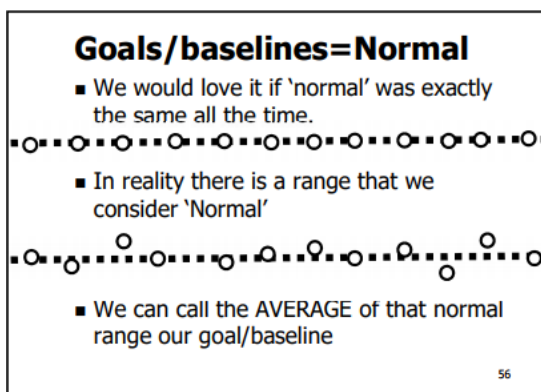 Goals/baselines=Normal
▪ We would love it if ‘normal’ was exactly
the same all the time.
▪ In reality there is a range that we
consider ‘Normal’
▪ We can call the AVERAGE of that normal
range our goal/baseline
56